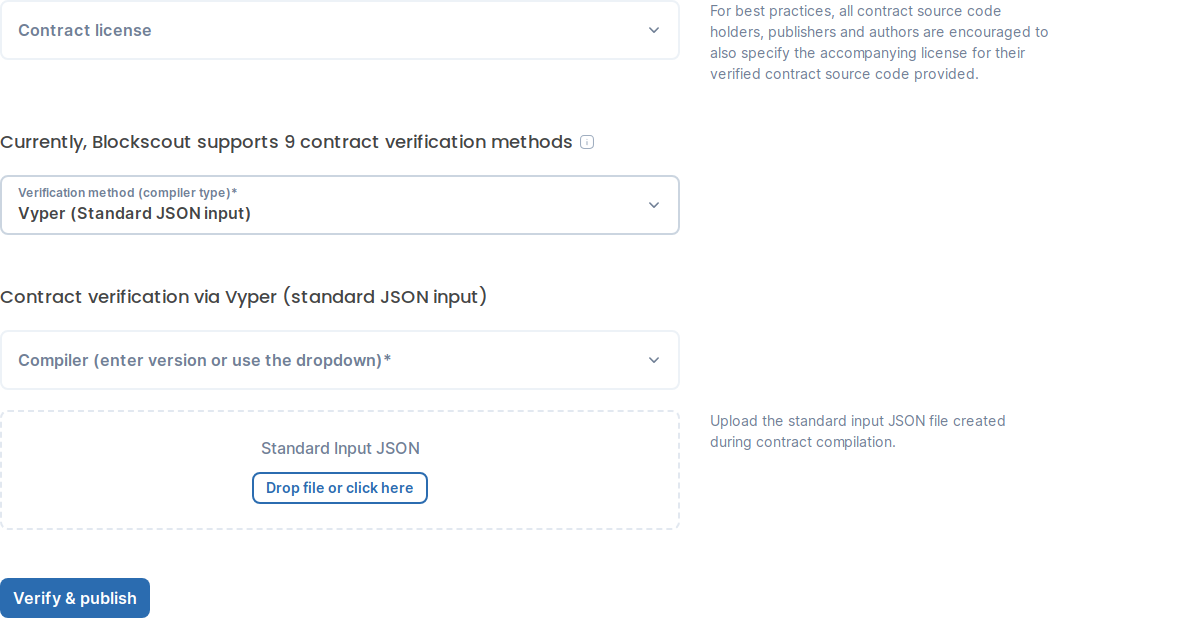 Contract license
For best practices, all contract source code
holders, publishers and authors are encouraged to
also specify the accompanying license for their
verified contract source code provided.
Currently, Blockscout supports 9 contract verification methods
Verification method (compiler type)*
Vyper (Standard JSON input)
Contract verification via Vyper (standard JSON input)
Compiler (enter version or use the dropdown)*
Standard Input JSON
Drop file or click here
Upload the standard input JSON file created
during contract compilation.
Verify & publish